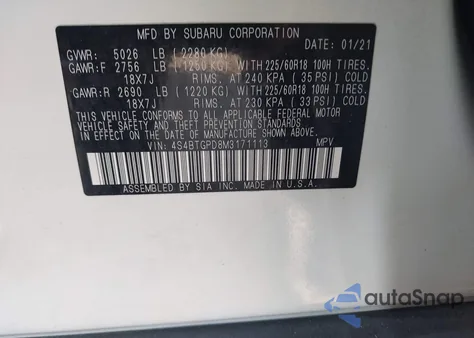 MFD BY SUBARU CORPORATION
DATE: 01/21
GVWR: 5026 LB (2280 KG)
GAWR:F 2756 LB (1250 KG) WITH 225/60R18 100H TIRES.
18X7J RIMS. AT 240 KPA (35 PSI) COLD
GAWR:R 2690 LB (1220 KG) WITH 225/60R18 100H TIRES.
18X7J RIMS. AT 230 KPA (33 PSI) COLD
THIS VEHICLE CONFORMS TO ALL APPLICABLE
FEDERAL MOTOR VEHICLE SAFETY STANDARDS
IN EFFECT ON THE DATE OF MANUFACTURE SHOWN ABOVE.
VIN: 4S4BTGPD8M3171113 MPV
ASSEMBLED BY SIA INC. MADE IN U.S.A.
autoSnap